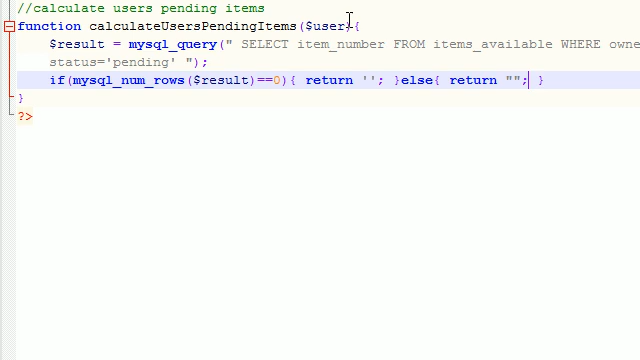 //calculate users pending items
function calculateUsersPendingItems($user){
$result = mysql_query(" SELECT item_number FROM items_available WHERE owne
status='pending' ");
if(mysql_num_rows($result)==0){ return ''; }else{ return ""; }
}
?>